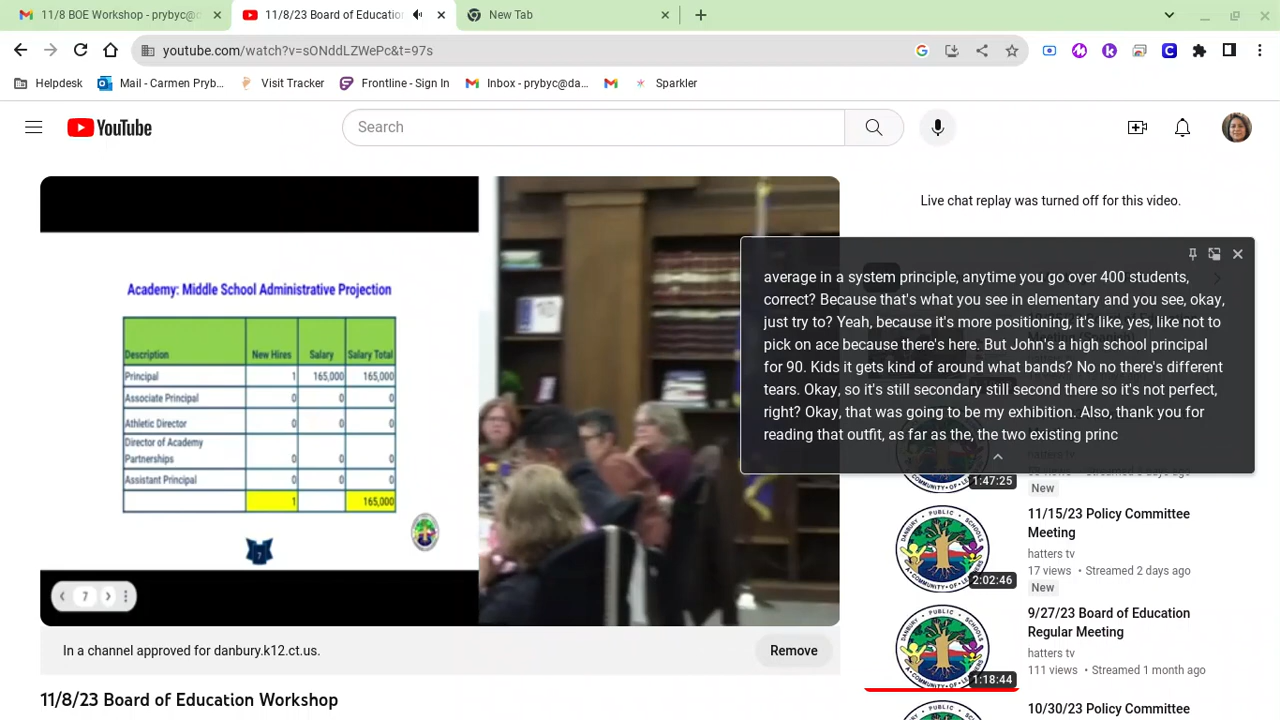 11/8 BOE Workshop - prybyc@d
11/8/23 Board of Education
New Tab
youtube.com/watch?v=sONddLZWePc&t=97s
Helpdesk
Mail - Carmen Pryb...
Visit Tracker
Frontline - Sign In
Inbox - prybyc@da...
Sparkler
YouTube
Search
Live chat replay was turned off for this video.
Academy: Middle School Administrative Projection
Description New Hires Salary Salary Total
Principal 1 165,000 165,000
Associate Principal 0 0 0
Athletic Director 0 0 0
Director of Academy
Partnerships 0 0 0
Assistant Principal 0 0 0
1 165,000
7
7
average in a system principle, anytime you go over 400 students,
correct? Because that's what you see in elementary and you see, okay,
just try to? Yeah, because it's more positioning, it's like, yes, like not to
pick on ace because there's here. But John's a high school principal
for 90. Kids it gets kind of around what bands? No no there's different
tears. Okay, so it's still secondary still second there so it's not perfect,
right? Okay, that was going to be my exhibition. Also, thank you for
reading that outfit, as far as the, the two existing princ
1:47:25
New
11/15/23 Policy Committee
Meeting
hatters tv
17 views • Streamed 2 days ago
New
2:02:46
9/27/23 Board of Education
Regular Meeting
hatters tv
111 views • Streamed 1 month ago
1:18:44
10/30/23 Policy Committee
In a channel approved for danbury.k12.ct.us.
Remove
11/8/23 Board of Education Workshop